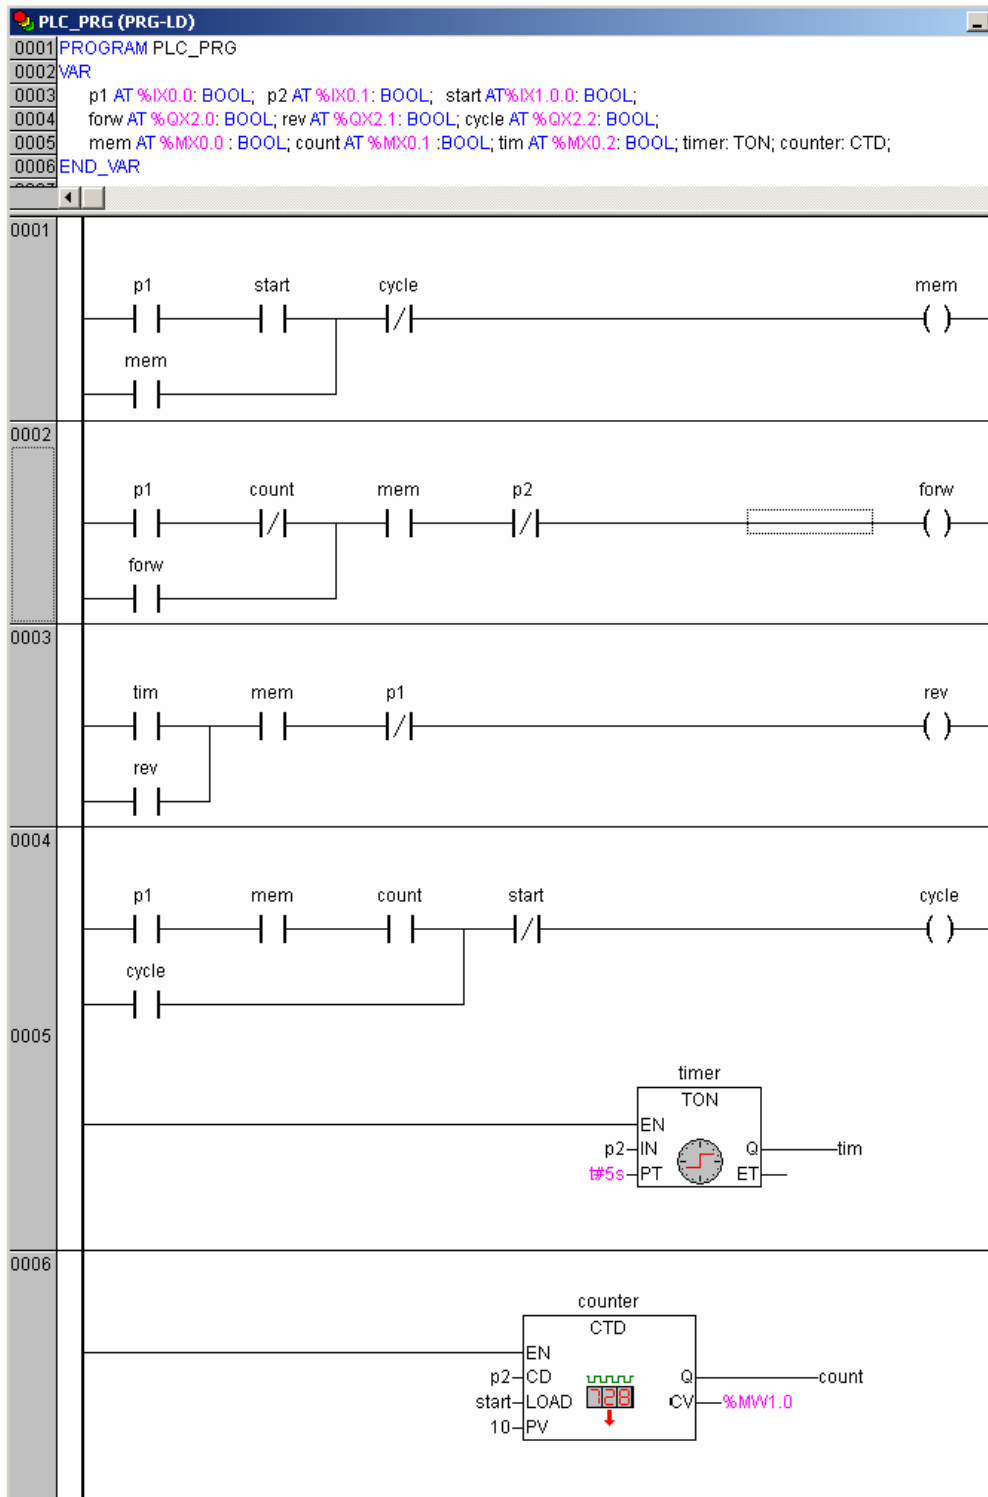 PLC_PRG (PRG-LD)
0001 PROGRAM PLC_PRG
0002 VAR
0003 p1 AT %IX0.0: BOOL; p2 AT %IX0.1: BOOL; start AT%IX1.0.0: BOOL;
0004 forw AT %QX2.0: BOOL; rev AT %QX2.1: BOOL; cycle AT %QX2.2: BOOL;
0005 mem AT %MX0.0 : BOOL; count AT %MX0.1 :BOOL; tim AT %MX0.2: BOOL; timer: TON; counter: CTD;
0006 END_VAR
0001
p1 start cycle mem
mem
0002
p1 count mem p2 forw
forw
0003
tim mem p1 rev
rev
0004
p1 mem count start cycle
cycle
0005
timer
TON
EN
p2 IN Q tim
t#5s PT ET
0006
counter
CTD
EN
p2 CD Q count
start LOAD 728 CV %MW1.0
10 PV